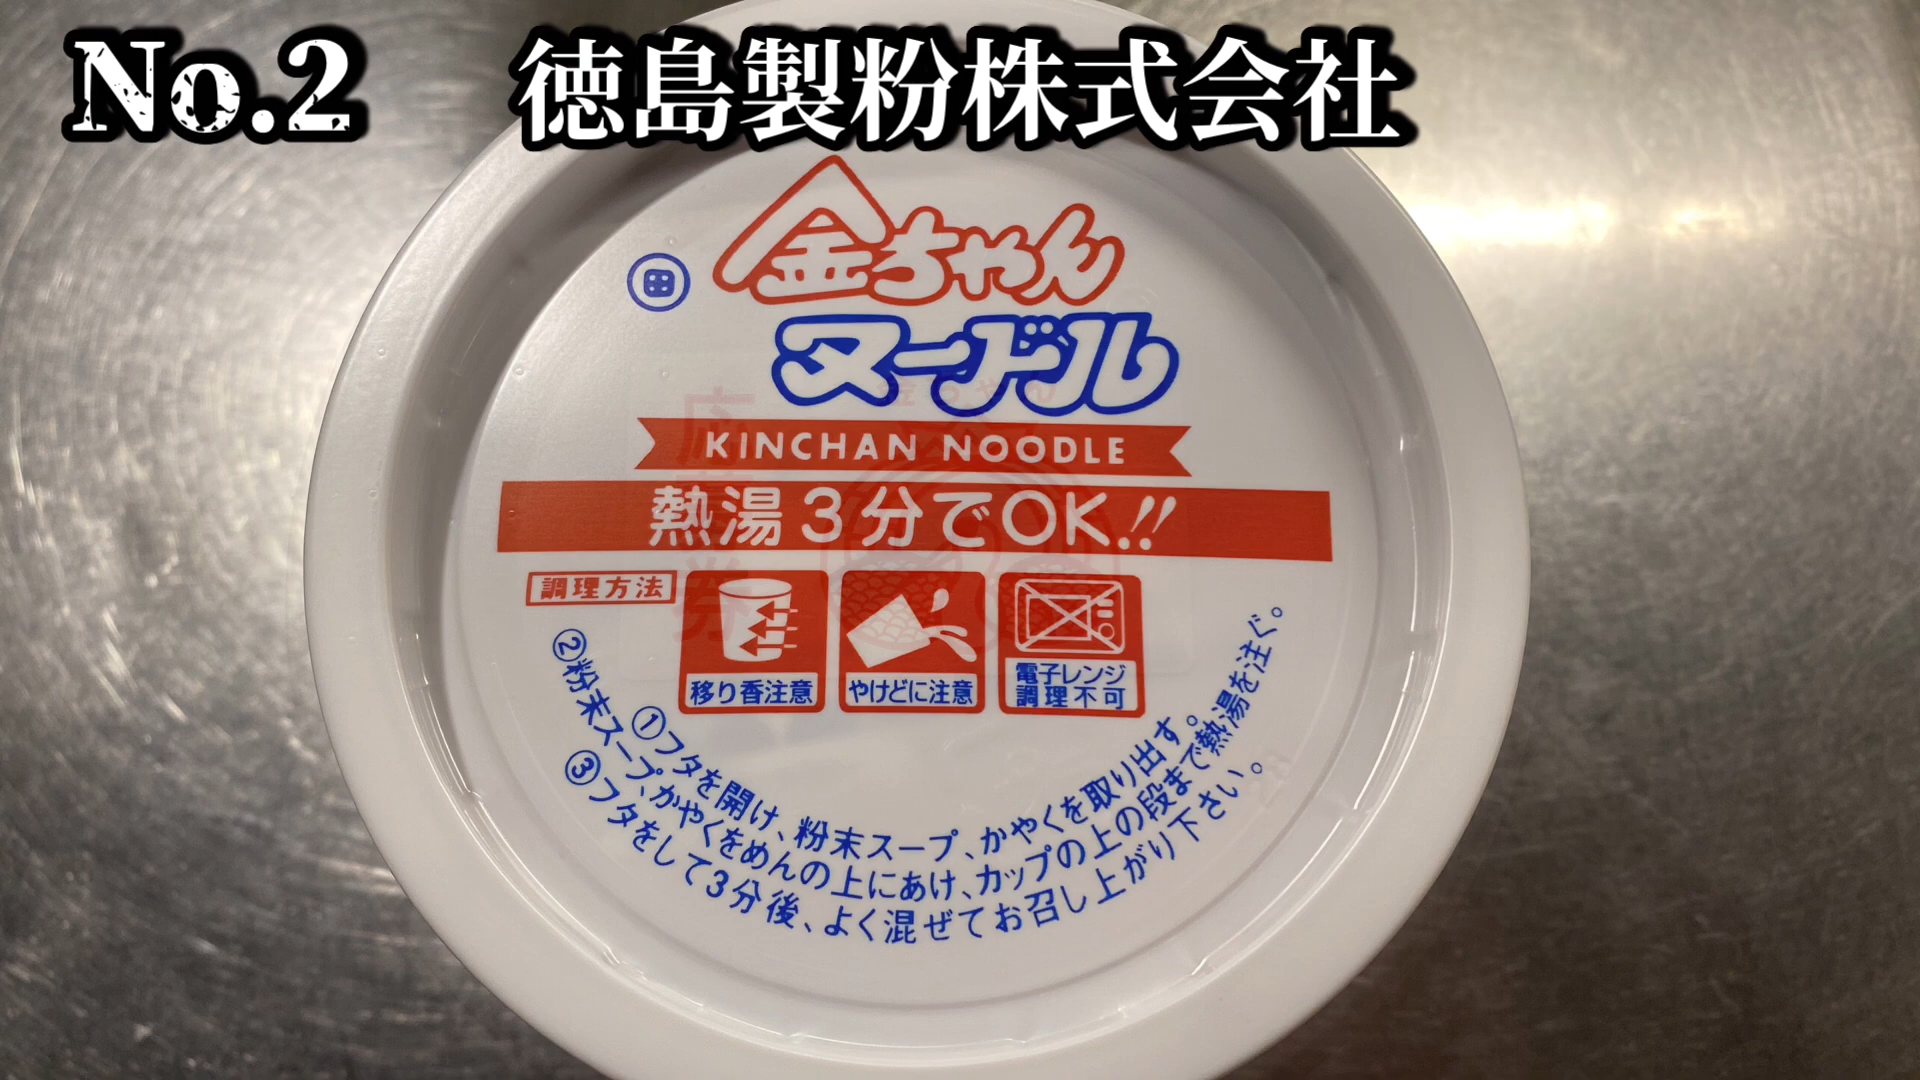 No.2 徳島製粉株式会社
金ちゃん
ヌードル
KINCHAN NOODLE
熱湯3分でOK!!
調理方法
移り香注意
やけどに注意
電子レンジ
調理不可
①フタを開け、粉末スープ、かやくを取り出す。
②粉末スープ、かやくをめんの上にあけ、カップの上の段まで熱湯を注ぐ。
③フタをして3分後、よく混ぜてお召し上がり下さい。